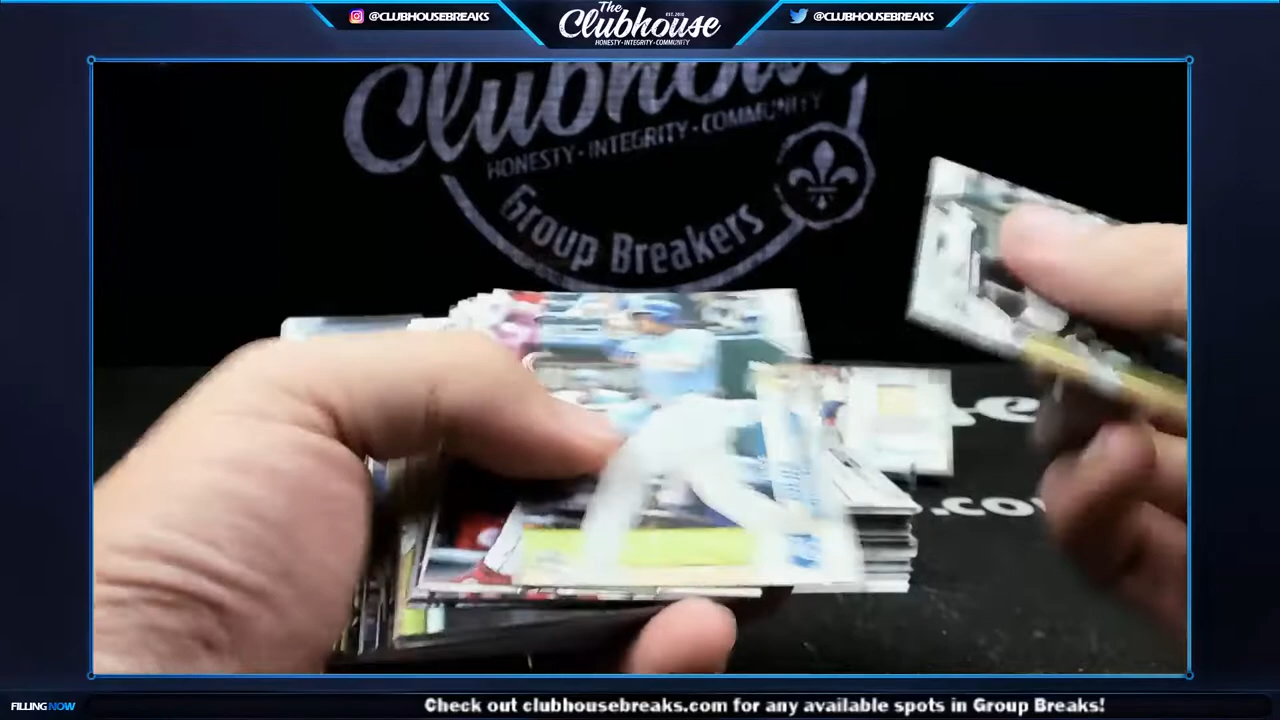 @CLUBHOUSEBREAKS
The
Clubhouse
EST. 2018
HONESTY·INTEGRITY·COMMUNITY
@CLUBHOUSEBREAKS
Clubhouse
HONESTY·INTEGRITY·COMMUNITY
Group Breakers
FILLING NOW
Check out clubhousebreaks.com for any available spots in Group Breaks!